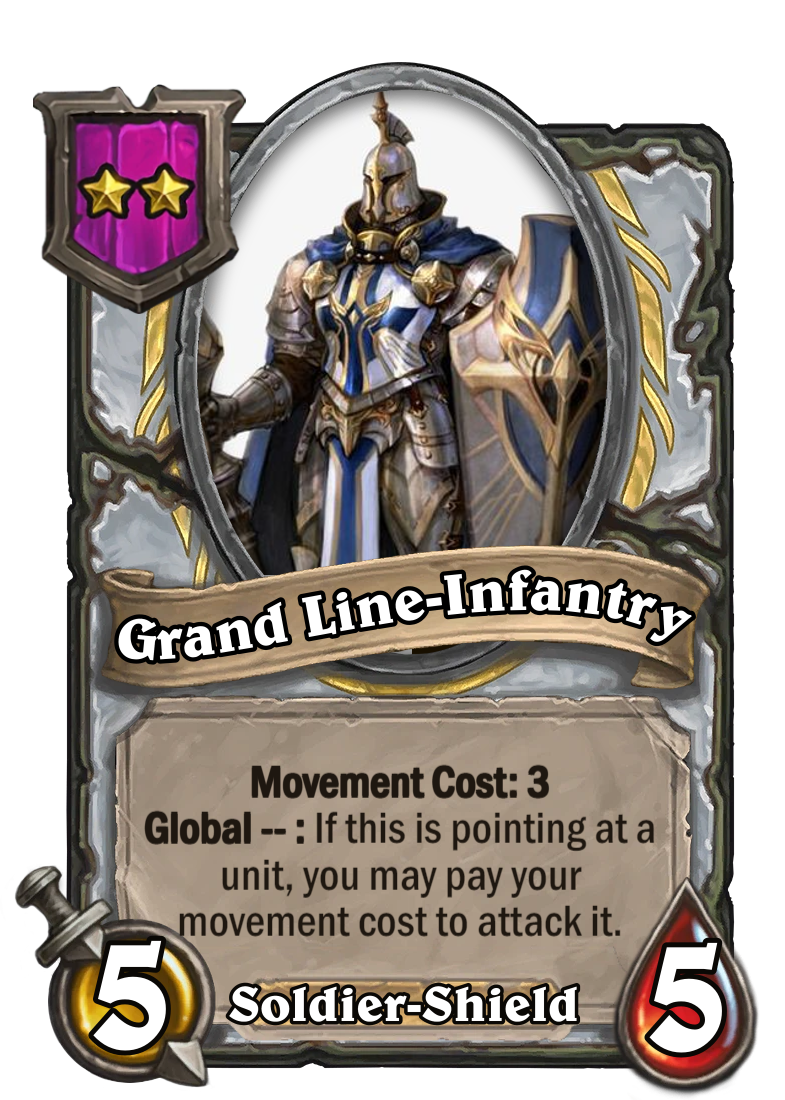 Grand Line-Infantry
Movement Cost: 3
Global -- : If this is pointing at a
unit, you may pay your
movement cost to attack it.
5
Soldier-Shield
5